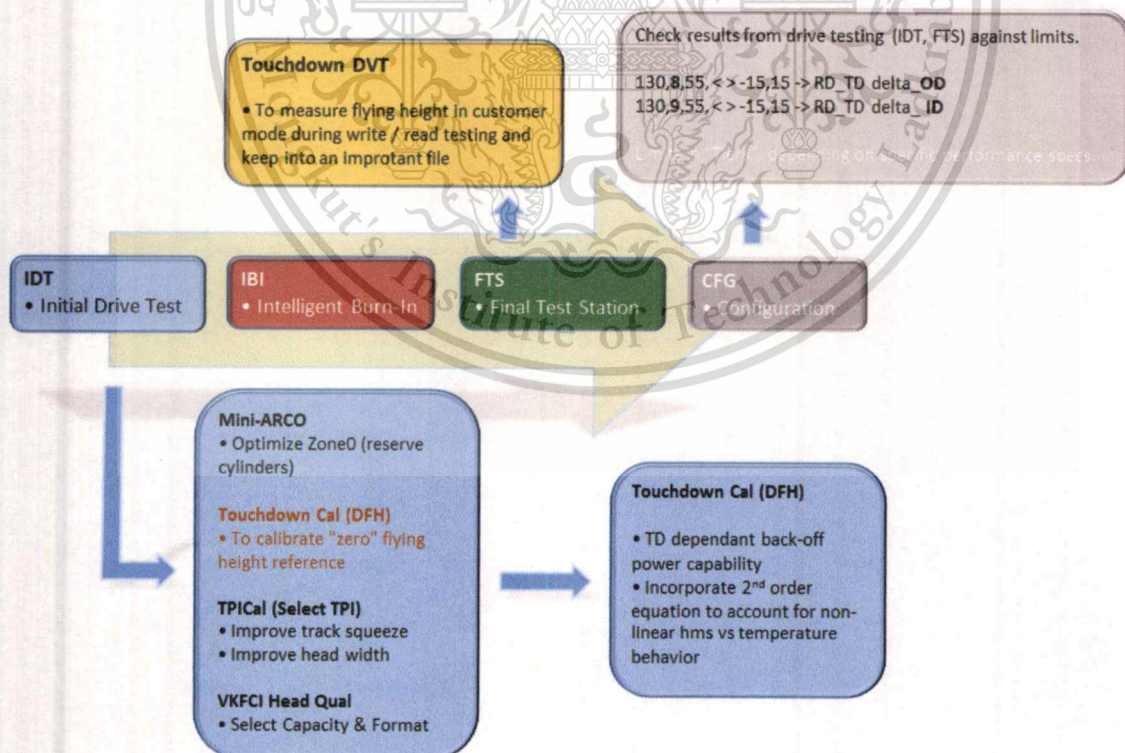 Touchdown DVT
• To measure flying height in customer
mode during write / read testing and
keep into an improtant file
Check results from drive testing (IDT, FTS) against limits.
130,8,55,< >-15,15 -> RD_TD delta_OD
130,9,55,< >-15,15 -> RD_TD delta_ ID
depending on specific performance specs.
IDT
• Initial Drive Test
IBI
• Intelligent Burn-In
FTS
• Final Test Station
CFG
• Configuration
Mini-ARCO
• Optimize Zone0 (reserve
cylinders)
Touchdown Cal (DFH)
• To calibrate "zero" flying
height reference
TPICal (Select TPI)
• Improve track squeeze
• Improve head width
VKFCI Head Qual
• Select Capacity & Format
Touchdown Cal (DFH)
• TD dependant back-off
power capability
• Incorporate 2nd order
equation to account for non-
linear hms vs temperature
behavior
Institute of Technology